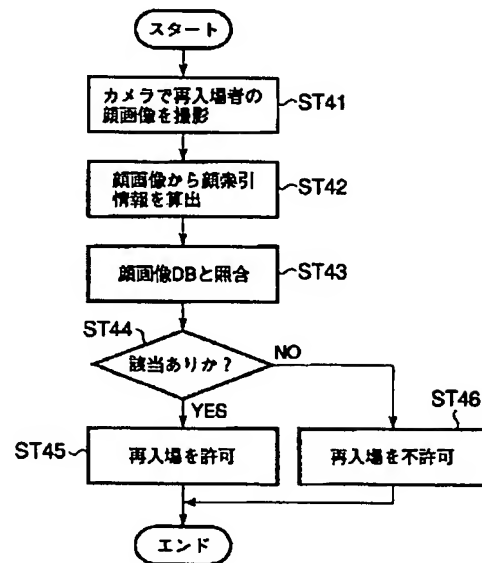 スタート
カメラで再入場者の
顔画像を撮影
ST41
顔画像から顔索引
情報を算出
ST42
顔画像DBと照合
ST43
ST44
該当ありか？
NO
YES
ST45
再入場を許可
ST46
再入場を不許可
エンド